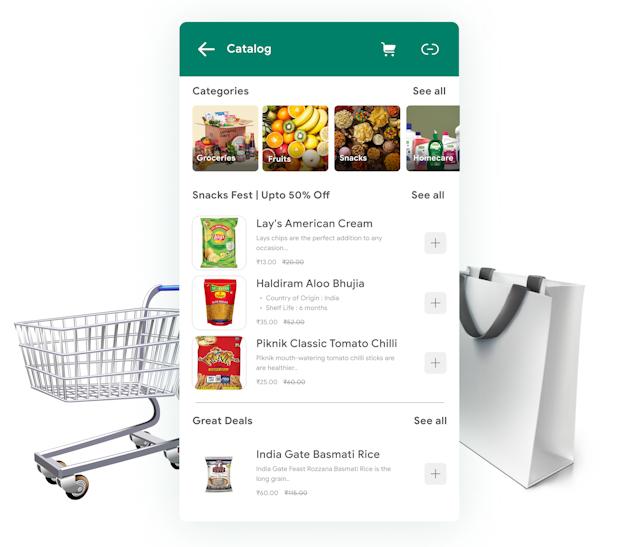 Catalog
Categories
See all
Groceries
Fruits
Snacks
Homecare
Snacks Fest | Upto 50% Off
See all
Lay's American Cream
Lays chips are the perfect addition to any
occasion...
₹13.00 ₹20.00
Haldiram Aloo Bhujia
• Country of Origin : India
• Shelf Life : 6 months
₹35.00 ₹52.00
Piknik Classic Tomato Chilli
Piknik mouth-watering tomato chilli sticks are
are healthier..
₹25.00 ₹60.00
Great Deals
See all
India Gate Basmati Rice
India Gate Feast Rozzana Basmati Rice is the
long grain..
₹60.00 ₹115.00